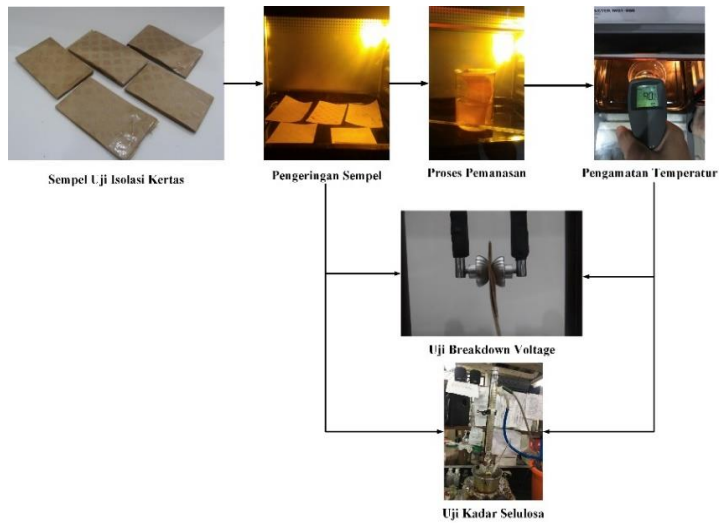 Sempel Uji Isolasi Kertas
Pengeringan Sempel
Proses Pemanasan
Pengamatan Temperatur
Uji Breakdown Voltage
Uji Kadar Selulosa